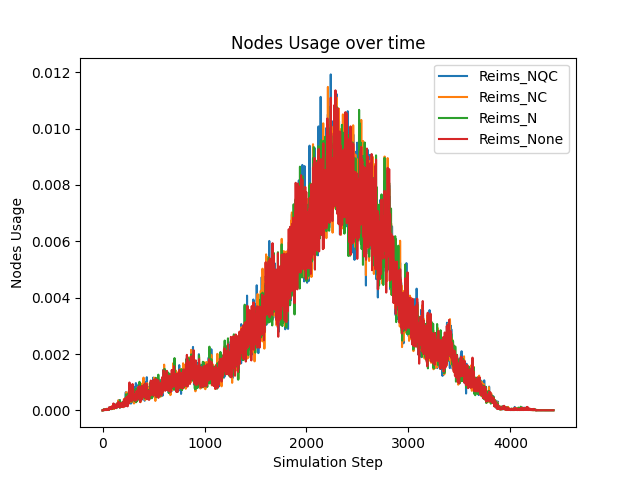 Nodes Usage over time
Reims_NQC
Reims_NC
Reims_N
Reims_None
Nodes Usage
0.012
0.010
0.008
0.006
0.004
0.002
0.000
0
1000
2000
3000
4000
Simulation Step